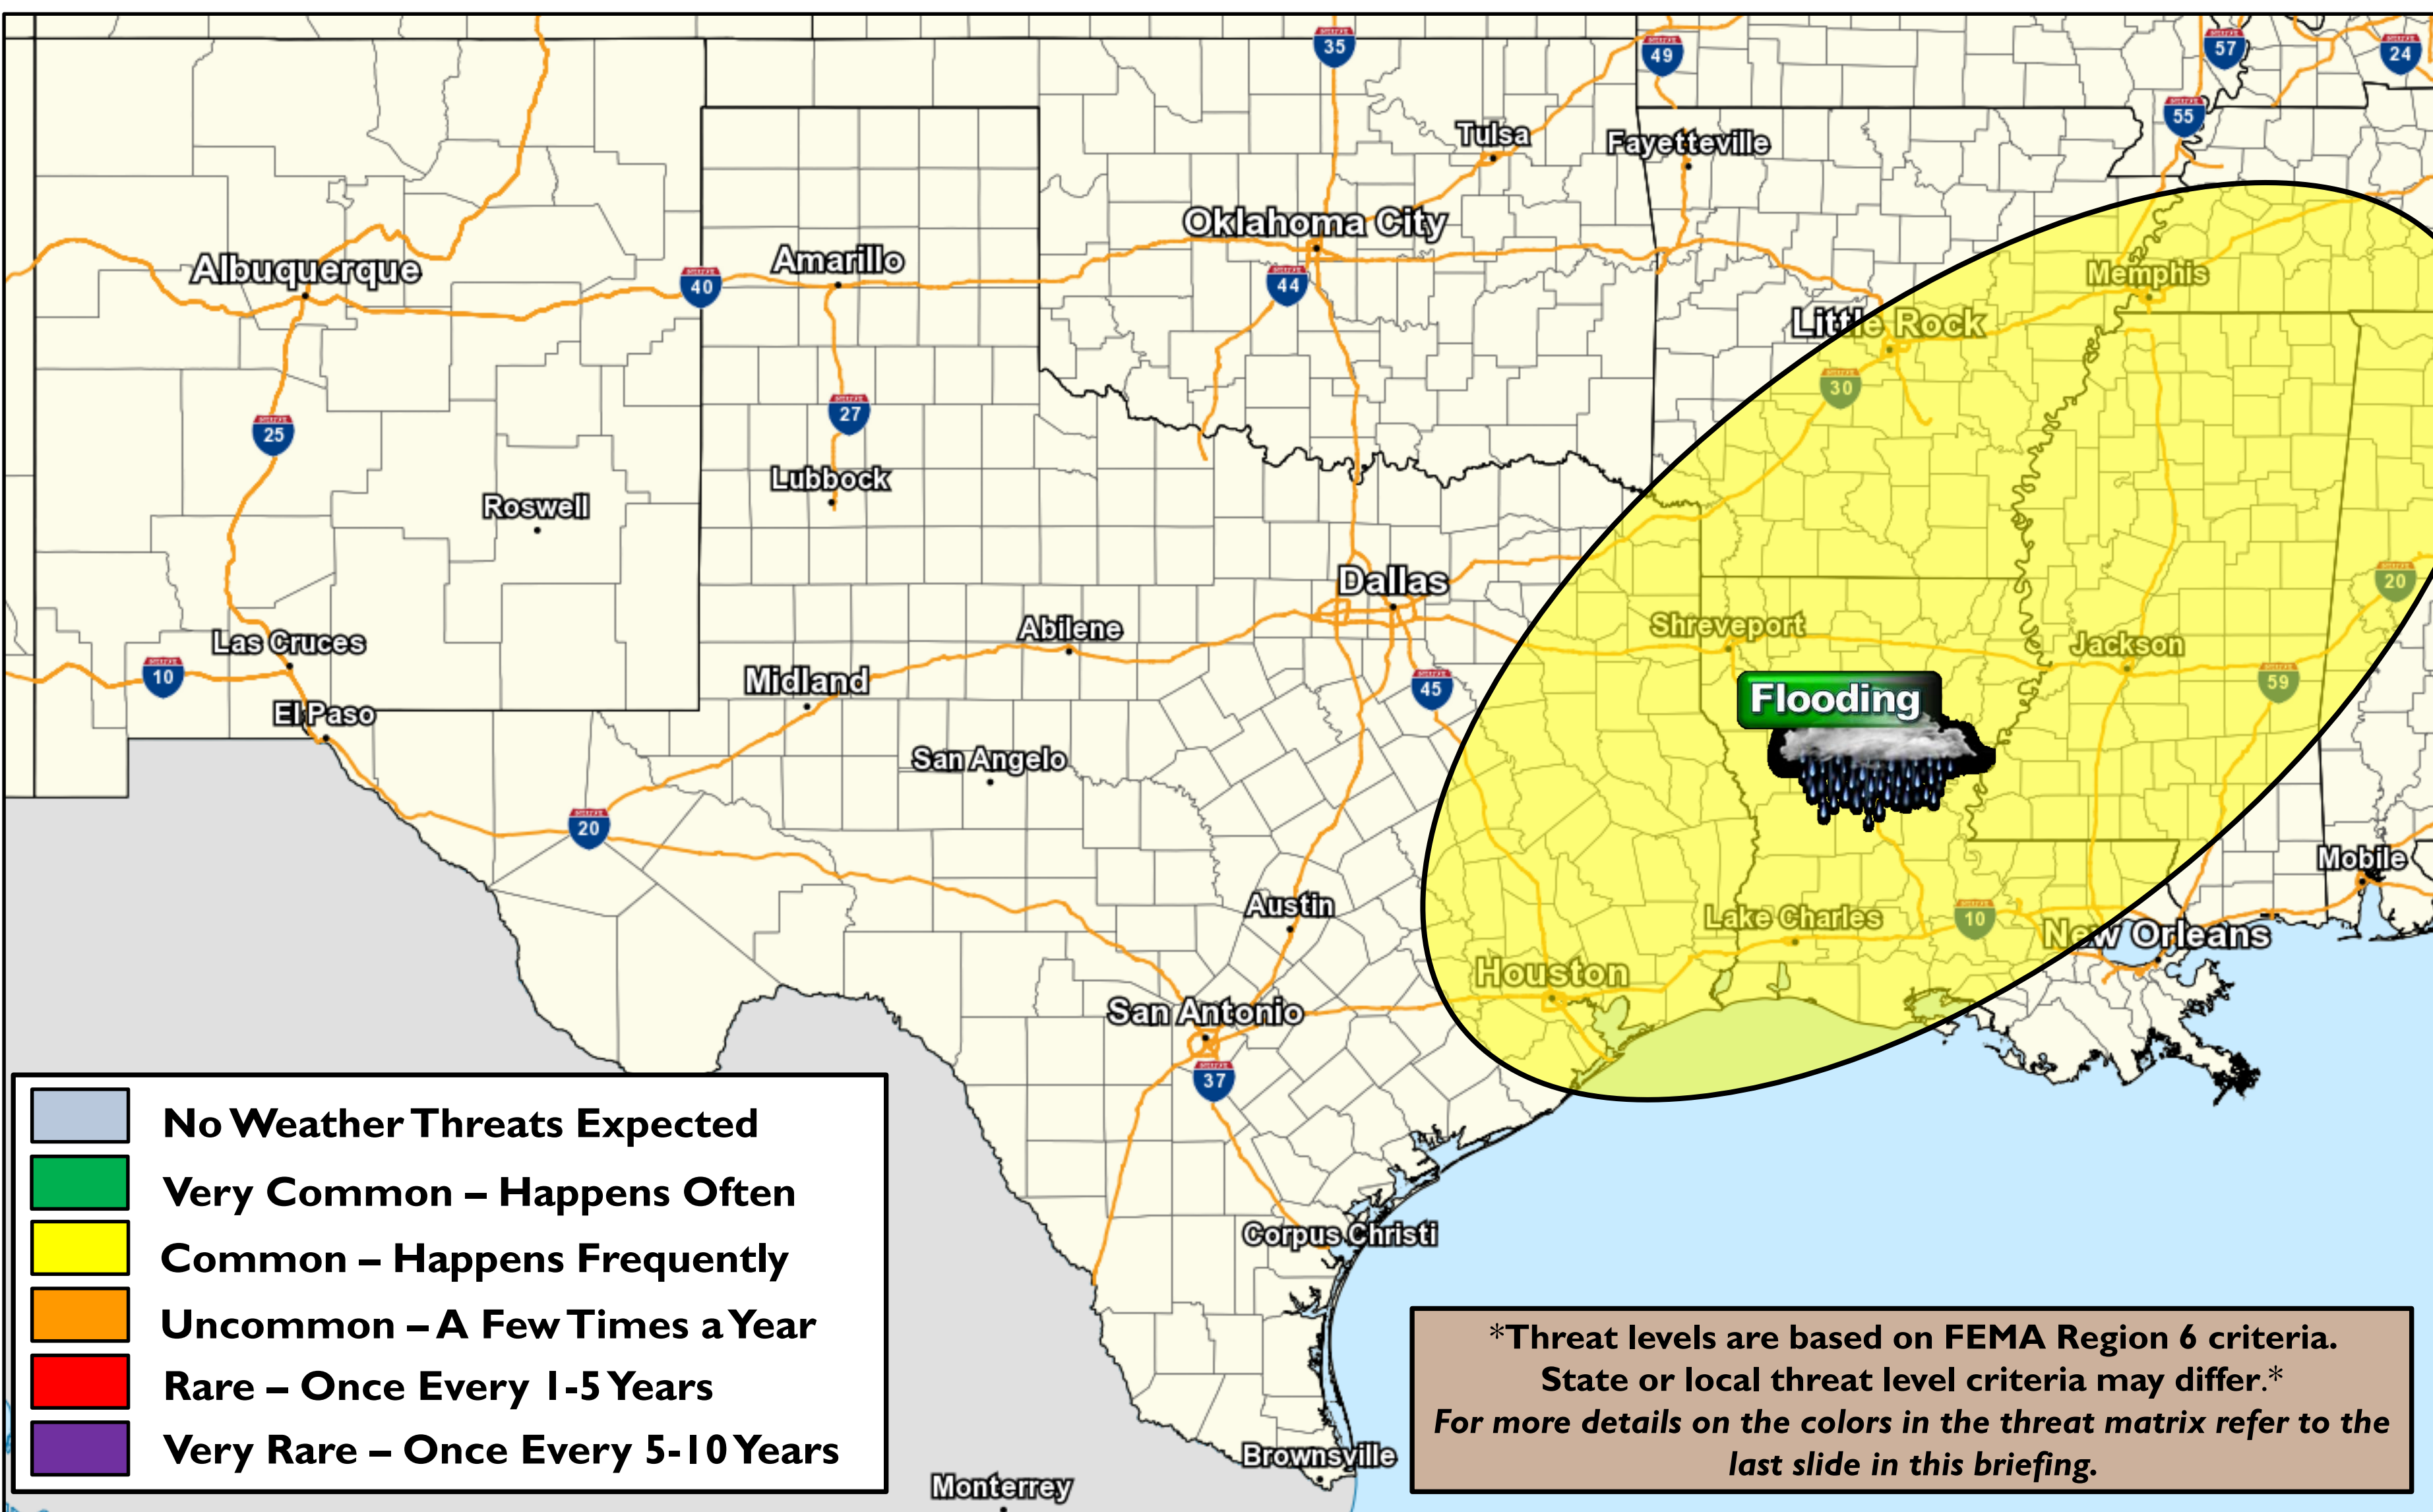 35
49
57
24
55
Tulsa
Fayetteville
Oklahoma City
Albuquerque
Amarillo
40
44
Memphis
Little Rock
30
25
27
Lubbock
Roswell
Dallas
20
Shreveport
Abilene
Las Cruces
Jackson
10
Midland
45
59
El Paso
Flooding
San Angelo
20
Mobile
Austin
Lake Charles
10
New Orleans
Houston
San Antonio
37
Corpus Christi
Brownsville
Monterrey
No Weather Threats Expected
Very Common – Happens Often
Common – Happens Frequently
Uncommon – A Few Times a Year
Rare – Once Every 1-5 Years
Very Rare – Once Every 5-10 Years
*Threat levels are based on FEMA Region 6 criteria.
State or local threat level criteria may differ.*
For more details on the colors in the threat matrix refer to the
last slide in this briefing.